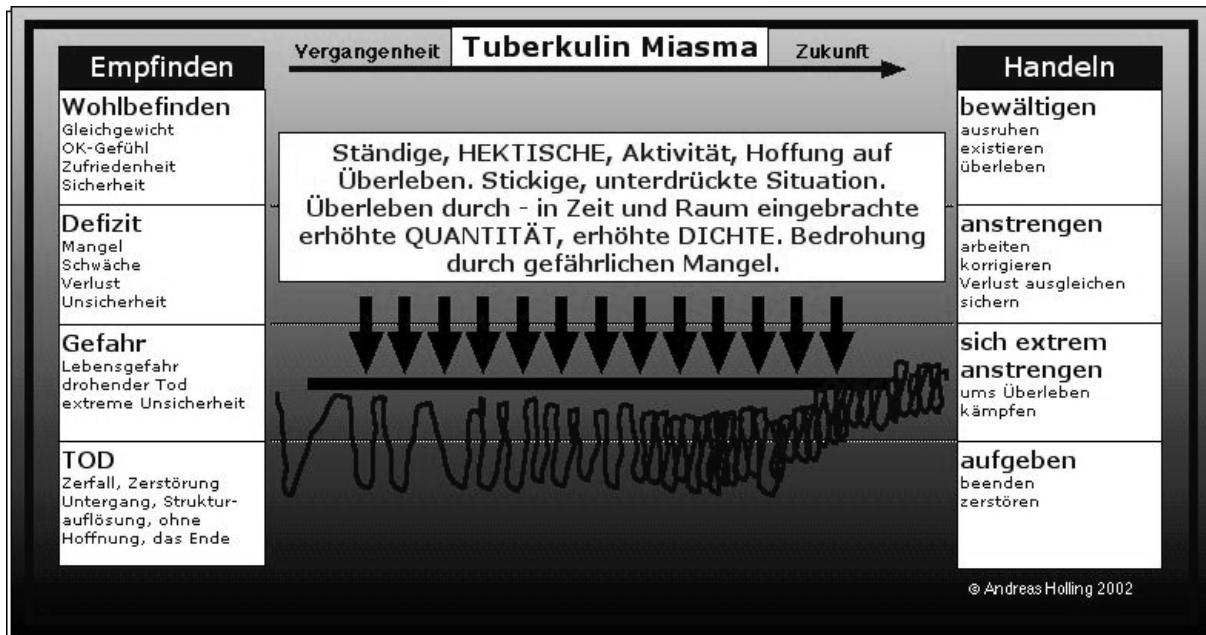 Vergangenheit
Tuberkulin Miasma
Zukunft
Empfinden
Wohlbefinden
Gleichgewicht
OK-Gefühl
Zufriedenheit
Sicherheit
Defizit
Mangel
Schwäche
Verlust
Unsicherheit
Gefahr
Lebensgefahr
drohender Tod
extreme Unsicherheit
TOD
Zerfall, Zerstörung
Untergang, Struktur-
auflösung, ohne
Hoffnung, das Ende
Ständige, HEKTISCHE, Aktivität, Hoffung auf
Überleben. Stickige, unterdrückte Situation.
Überleben durch - in Zeit und Raum eingebrachte
erhöhte QUANTITÄT, erhöhte DICHTE. Bedrohung
durch gefährlichen Mangel.
Handeln
bewältigen
ausruhen
existieren
überleben
anstrengen
arbeiten
korrigieren
Verlust ausgleichen
sichern
sich extrem
anstrengen
ums Überleben
kämpfen
aufgeben
beenden
zerstören
© Andreas Holling 2002